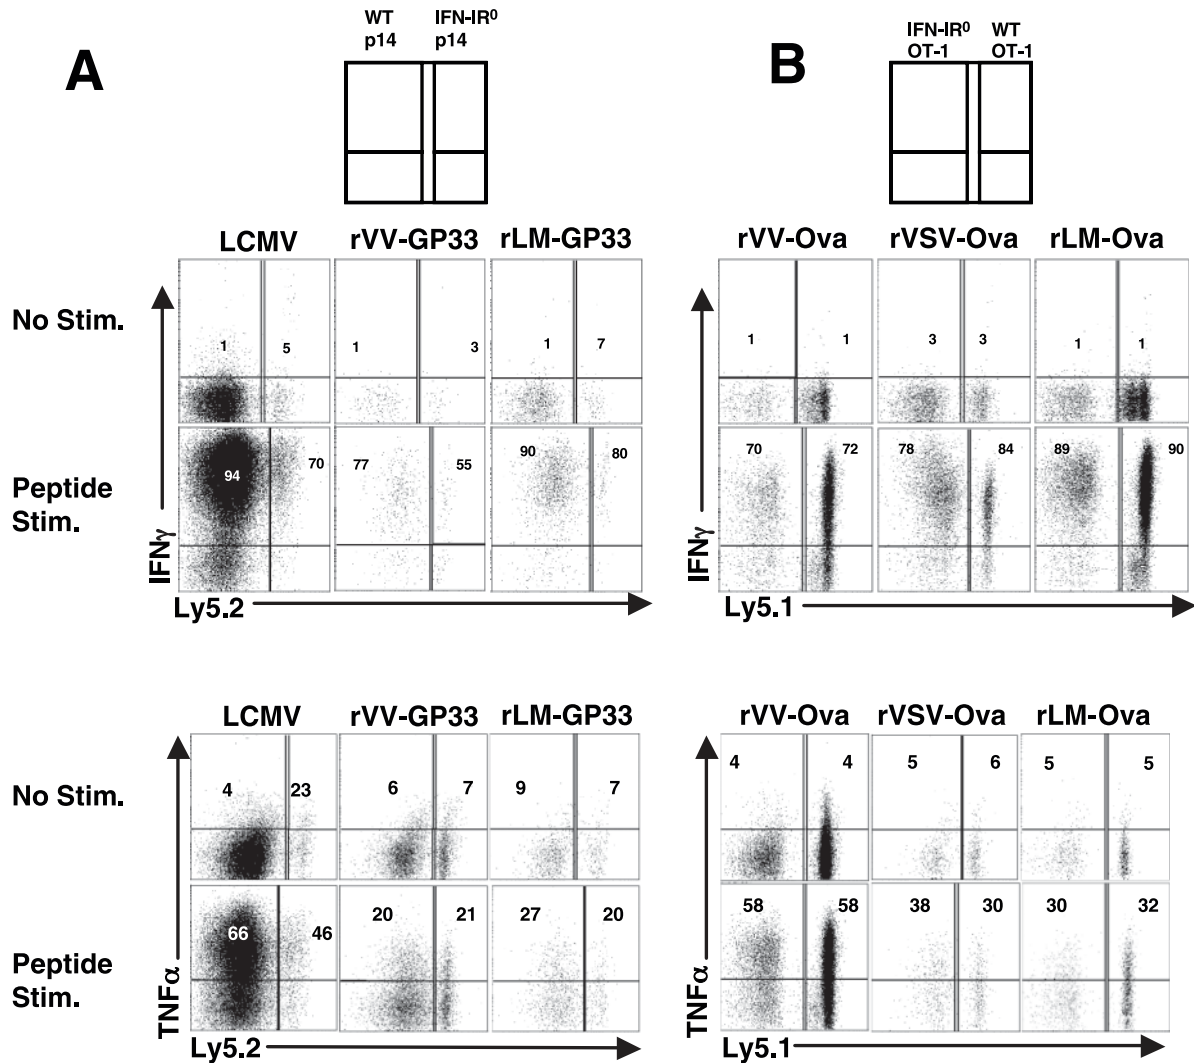 A
WT IFN-IR⁰
p14 p14
B
IFN-IR⁰ WT
OT-1 OT-1
LCMV rVV-GP33 rLM-GP33
No Stim.
1 5 1 3 1 7
Peptide
Stim.
94 70 77 55 90 80
IFNγ
Ly5.2
rVV-Ova rVSV-Ova rLM-Ova
1 1 3 3 1 1
70 72 78 84 89 90
IFNγ
Ly5.1
LCMV rVV-GP33 rLM-GP33
No Stim.
4 23 6 7 9 7
Peptide
Stim.
66 46 20 21 27 20
TNFα
Ly5.2
rVV-Ova rVSV-Ova rLM-Ova
4 4 5 6 5 5
58 58 38 30 30 32
TNFα
Ly5.1